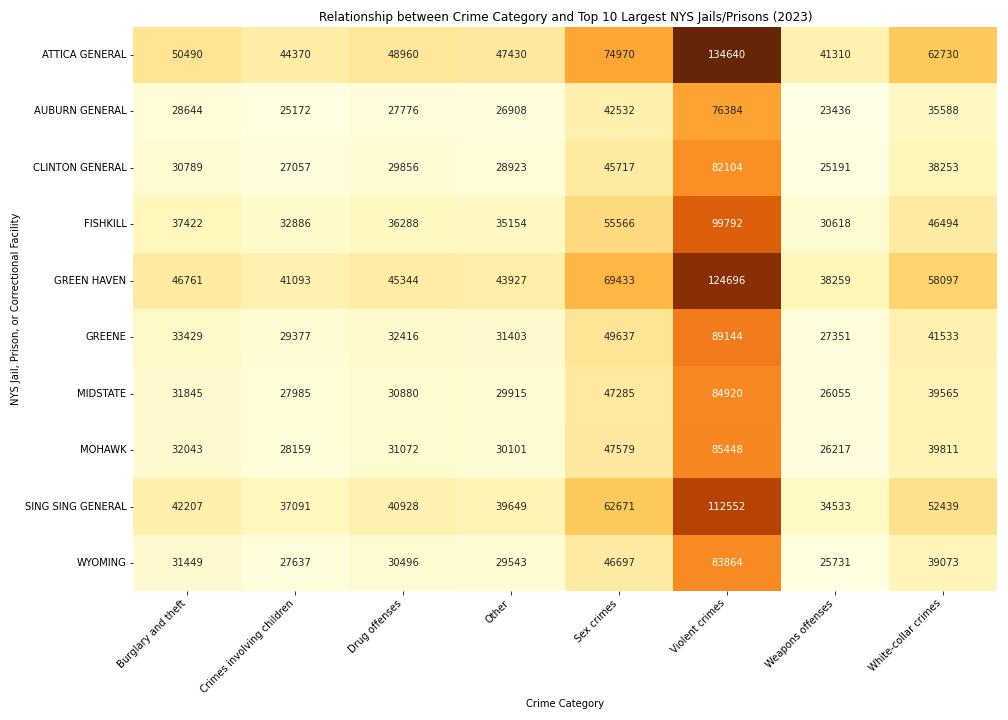 Relationship between Crime Category and Top 10 Largest NYS Jails/Prisons (2023)
NYS Jail, Prison, or Correctional Facility
ATTICA GENERAL 50490 44370 48960 47430 74970 134640 41310 62730
AUBURN GENERAL 28644 25172 27776 26908 42532 76384 23436 35588
CLINTON GENERAL 30789 27057 29856 28923 45717 82104 25191 38253
FISHKILL 37422 32886 36288 35154 55566 99792 30618 46494
GREEN HAVEN 46761 41093 45344 43927 69433 124696 38259 58097
GREENE 33429 29377 32416 31403 49637 89144 27351 41533
MIDSTATE 31845 27985 30880 29915 47285 84920 26055 39565
MOHAWK 32043 28159 31072 30101 47579 85448 26217 39811
SING SING GENERAL 42207 37091 40928 39649 62671 112552 34533 52439
WYOMING 31449 27637 30496 29543 46697 83864 25731 39073
Burglary and theft
Crimes involving children
Drug offenses
Other
Sex crimes
Violent crimes
Weapons offenses
White-collar crimes
Crime Category